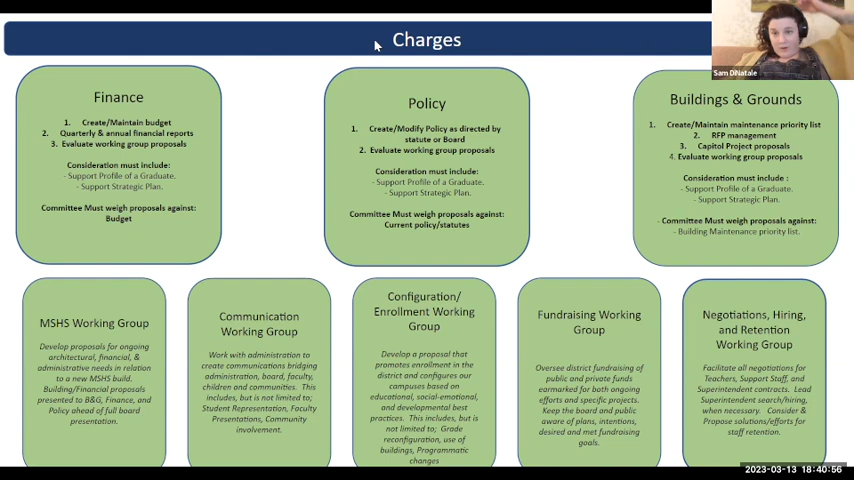 Charges
Sam DiNatale
Finance
1. Create/Maintain budget
2. Quarterly & annual financial reports
3. Evaluate working group proposals
Consideration must include:
- Support Profile of a Graduate.
- Support Strategic Plan.
Committee Must weigh proposals against:
Budget
Policy
1. Create/Modify Policy as directed by
statute or Board
2. Evaluate working group proposals
Consideration must include:
- Support Profile of a Graduate.
- Support Strategic Plan.
Committee Must weigh proposals against:
Current policy/statutes
Buildings & Grounds
1. Create/Maintain maintenance priority list
2. RFP management
3. Capitol Project proposals
4. Evaluate working group proposals
Consideration must include :
- Support Profile of a Graduate.
- Support Strategic Plan.
- Committee Must weigh proposals against:
- Building Maintenance priority list.
MSHS Working Group
Develop proposals for ongoing
architectural, financial, &
administrative needs in relation
to a new MSHS build.
Building/Financial proposals
presented to B&G, Finance, and
Policy ahead of full board
presentation.
Communication
Working Group
Work with administration to
create communications bridging
administration, board, faculty,
children and communities. This
includes, but is not limited to;
Student Representation, Faculty
Presentations, Community
involvement.
Configuration/
Enrollment Working
Group
Develop a proposal that
promotes enrollment in the
district and configures our
campuses based on
educational, social-emotional,
and developmental best
practices. This includes, but is
not limited to; Grade
reconfiguration, use of
buildings, Programmatic
changes
Fundraising Working
Group
Oversee district fundraising of
public and private funds
earmarked for both ongoing
efforts and specific projects.
Keep the board and public
aware of plans, intentions,
desired and met fundraising
goals.
Negotiations, Hiring,
and Retention
Working Group
Facilitate all negotiations for
Teachers, Support Staff, and
Superintendent contracts. Lead
Superintendent search/hiring,
when necessary. Consider &
Propose solutions/efforts for
staff retention.
2023-03-13 18:40:56